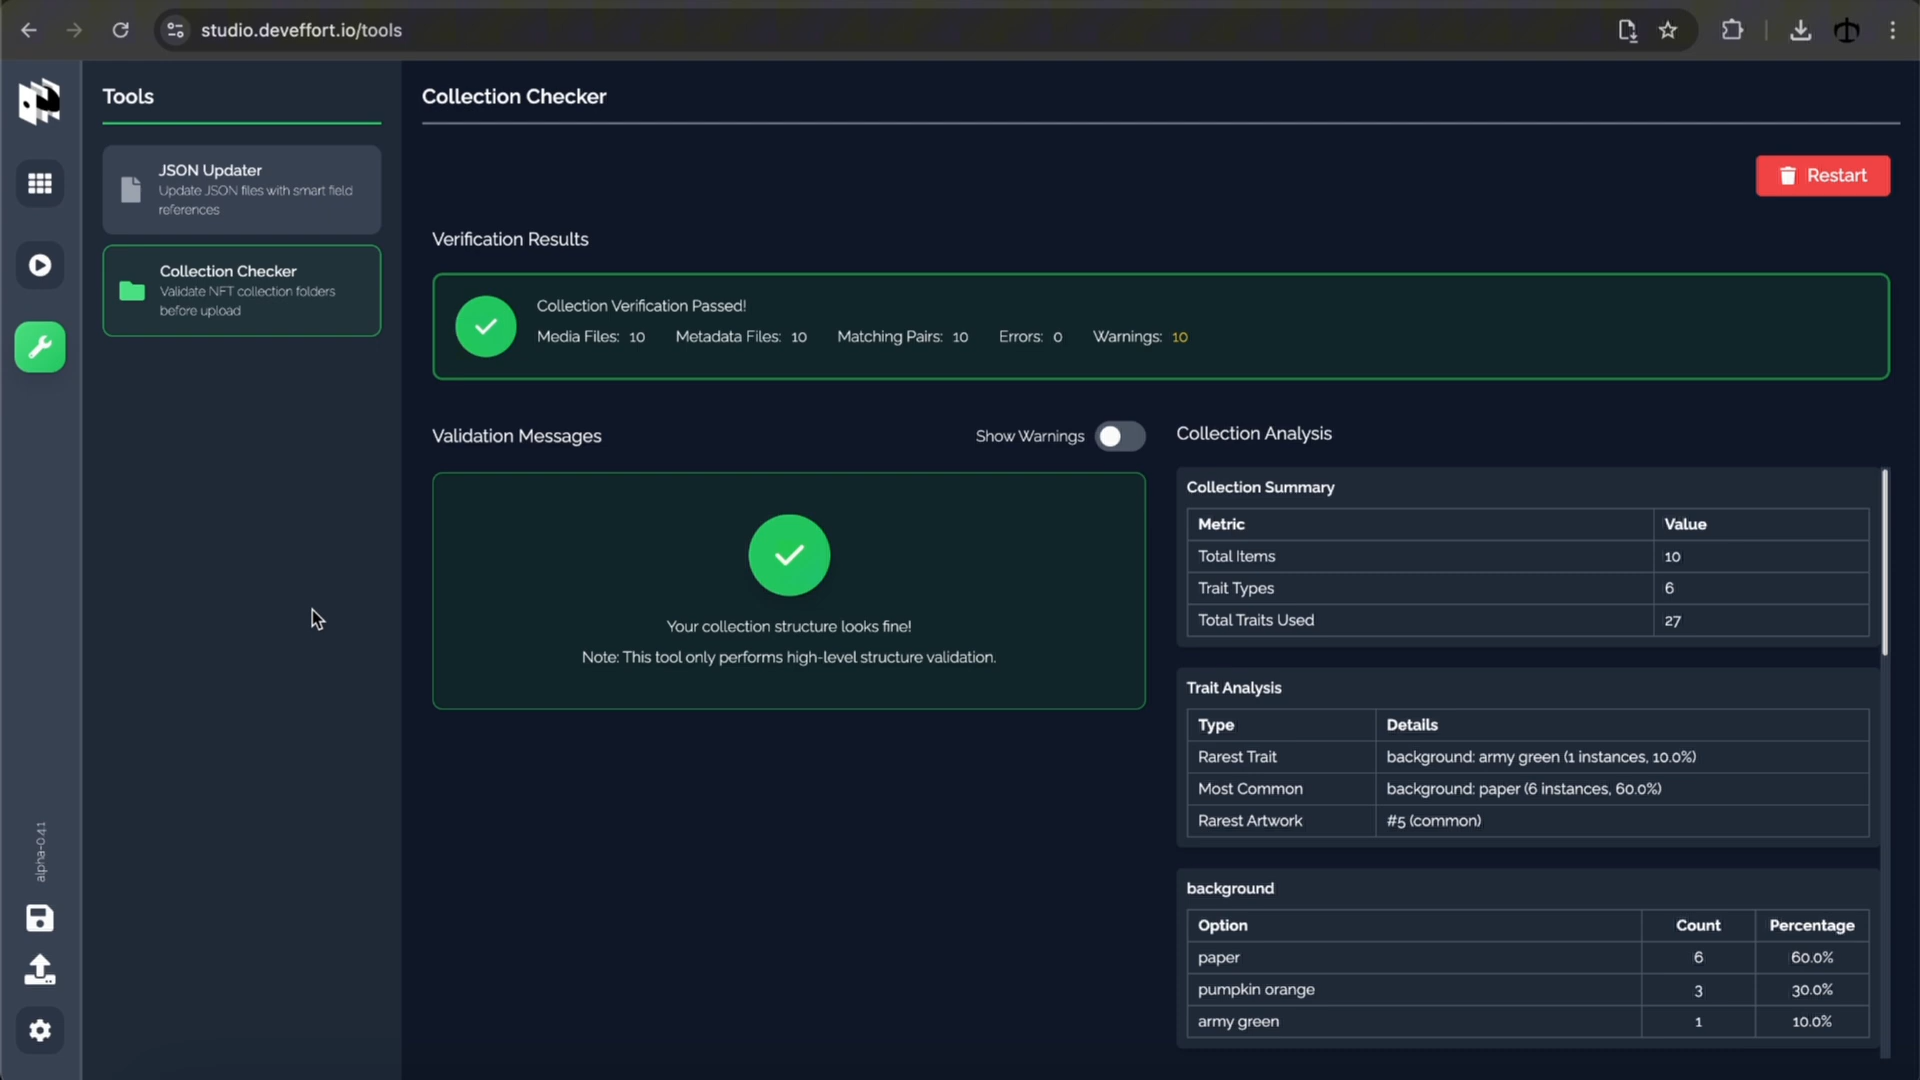 studio.deveffort.io/tools
Tools
JSON Updater
Update JSON files with smart field
references
Collection Checker
Validate NFT collection folders
before upload
alpha-0.4.1
Collection Checker
Restart
Verification Results
Collection Verification Passed!
Media Files: 10 Metadata Files: 10 Matching Pairs: 10 Errors: 0 Warnings: 10
Validation Messages
Show Warnings
Your collection structure looks fine!
Note: This tool only performs high-level structure validation.
Collection Analysis
Collection Summary
Metric Value
Total Items 10
Trait Types 6
Total Traits Used 27
Trait Analysis
Type Details
Rarest Trait background: army green (1 instances, 10.0%)
Most Common background: paper (6 instances, 60.0%)
Rarest Artwork #5 (common)
background
Option Count Percentage
paper 6 60.0%
pumpkin orange 3 30.0%
army green 1 10.0%